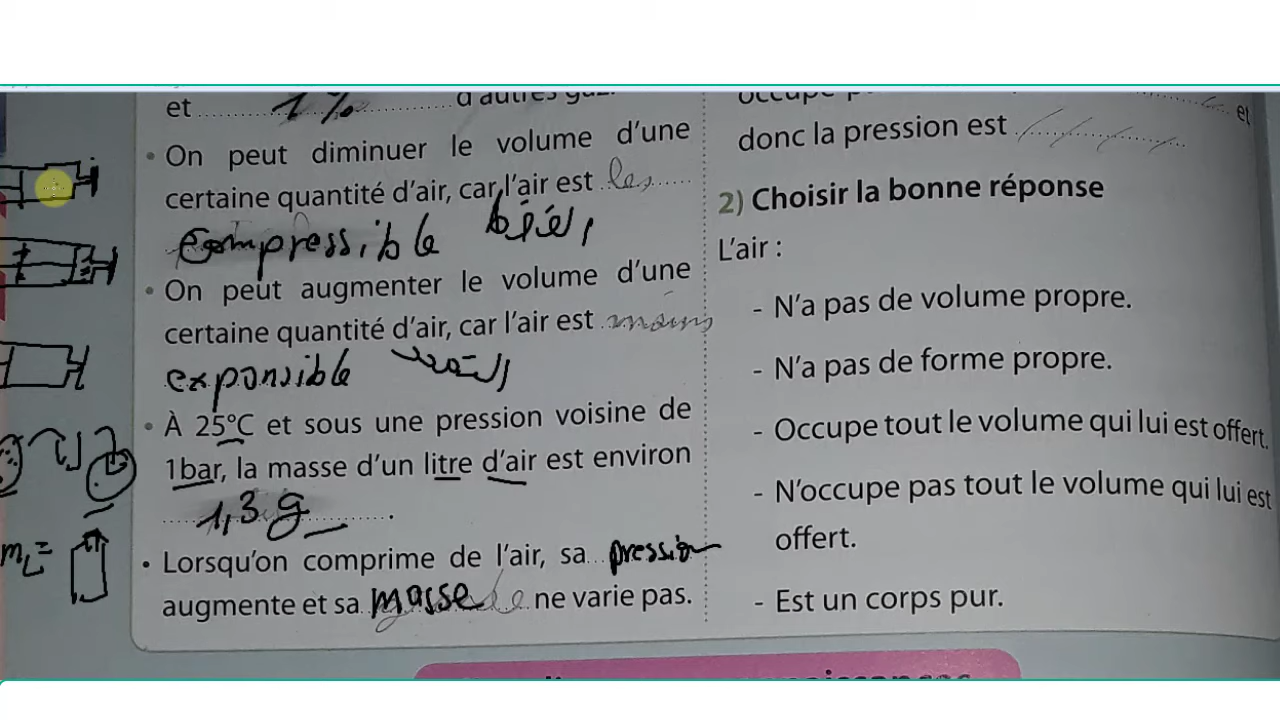 et 1% d'autres gaz.
• On peut diminuer le volume d'une
certaine quantité d'air, car l'air est les
compressible
• On peut augmenter le volume d'une
certaine quantité d'air, car l'air est moins
exponsible
• À 25°C et sous une pression voisine de
1bar, la masse d'un litre d'air est environ
1,3 g.
• Lorsqu'on comprime de l'air, sa pression
augmente et sa masse ne varie pas.
occupe
et
donc la pression est
2) Choisir la bonne réponse
L'air :
- N'a pas de volume propre.
- N'a pas de forme propre.
- Occupe tout le volume qui lui est offert.
- N'occupe pas tout le volume qui lui est
offert.
- Est un corps pur.